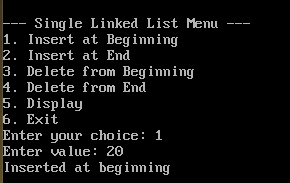 --- Single Linked List Menu ---
1. Insert at Beginning
2. Insert at End
3. Delete from Beginning
4. Delete from End
5. Display
6. Exit
Enter your choice: 1
Enter value: 20
Inserted at beginning